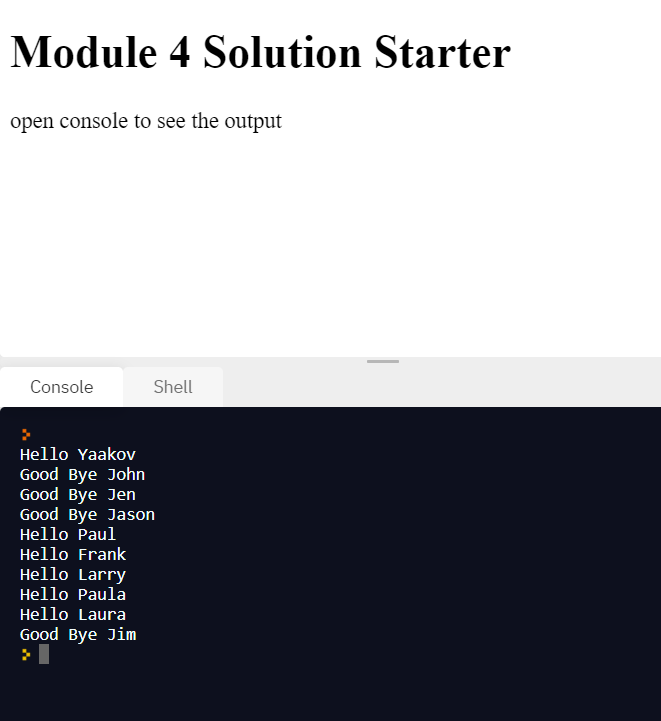 Module 4 Solution Starter
open console to see the output
Console Shell
>
Hello Yaakov
Good Bye John
Good Bye Jen
Good Bye Jason
Hello Paul
Hello Frank
Hello Larry
Hello Paula
Hello Laura
Good Bye Jim
>